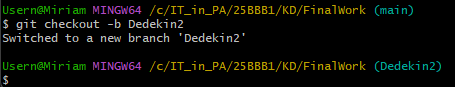 Usern@Miriam MINGW64 /c/IT_in_PA/25BBB1/KD/FinalWork (main)
$ git checkout -b Dedekin2
Switched to a new branch 'Dedekin2'
Usern@Miriam MINGW64 /c/IT_in_PA/25BBB1/KD/FinalWork (Dedekin2)
$